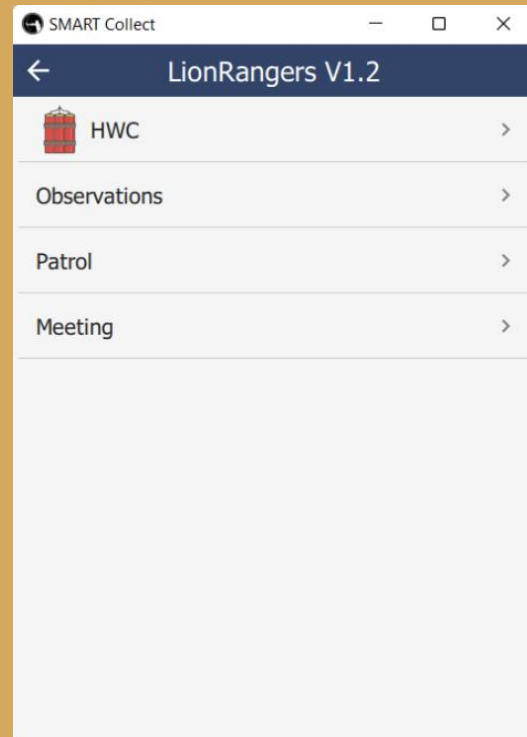 SMART Collect
LionRangers V1.2
HWC
Observations
Patrol
Meeting